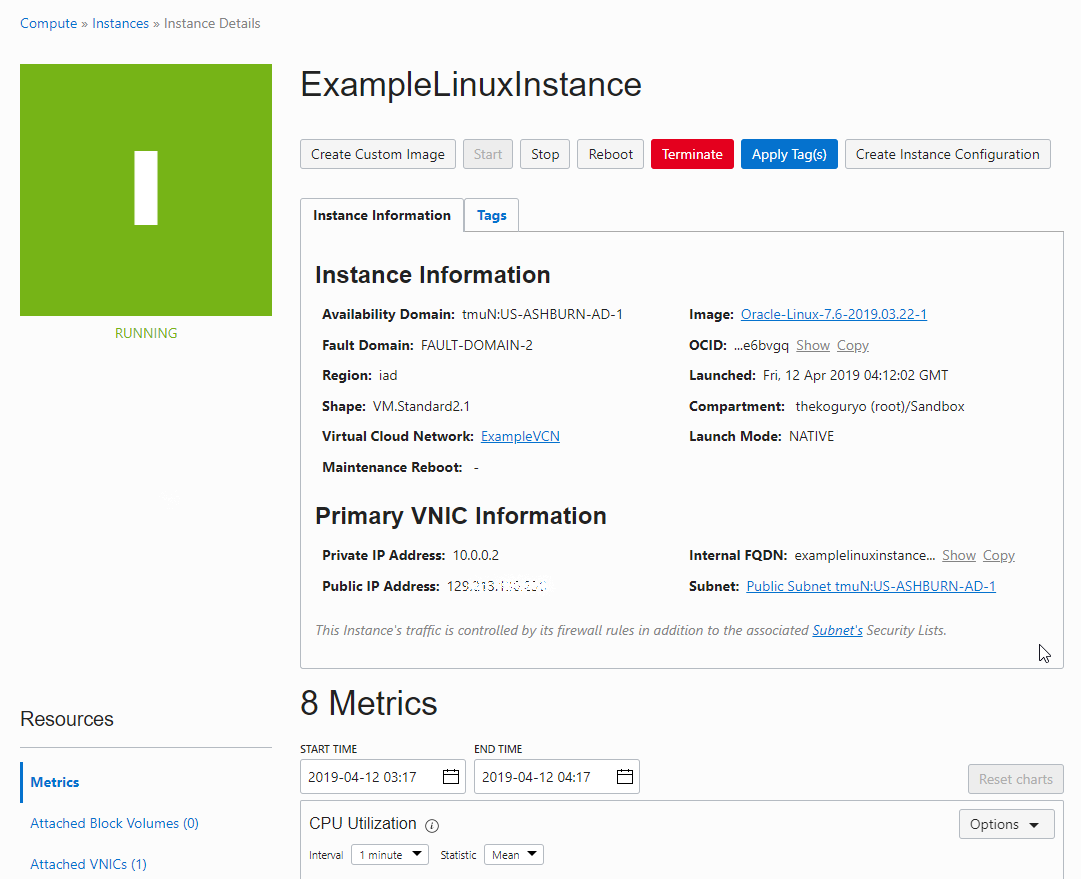 Compute » Instances » Instance Details
ExampleLinuxInstance
I
RUNNING
Create Custom Image Start Stop Reboot Terminate Apply Tag(s) Create Instance Configuration
Instance Information Tags
Instance Information
Availability Domain: tmuN:US-ASHBURN-AD-1
Image: Oracle-Linux-7.6-2019.03.22-1
Fault Domain: FAULT-DOMAIN-2
OCID: ...e6bvgq Show Copy
Region: iad
Launched: Fri, 12 Apr 2019 04:12:02 GMT
Shape: VM.Standard2.1
Compartment: thekoguryo (root)/Sandbox
Virtual Cloud Network: ExampleVCN
Launch Mode: NATIVE
Maintenance Reboot: -
Primary VNIC Information
Private IP Address: 10.0.0.2
Internal FQDN: examplelinuxinstance... Show Copy
Public IP Address:
Subnet: Public Subnet tmuN:US-ASHBURN-AD-1
This Instance's traffic is controlled by its firewall rules in addition to the associated Subnet's Security Lists.
Resources
Metrics
Attached Block Volumes (0)
Attached VNICs (1)
8 Metrics
START TIME END TIME
2019-04-12 03:17 2019-04-12 04:17
Reset charts
CPU Utilization
Options
Interval 1 minute Statistic Mean